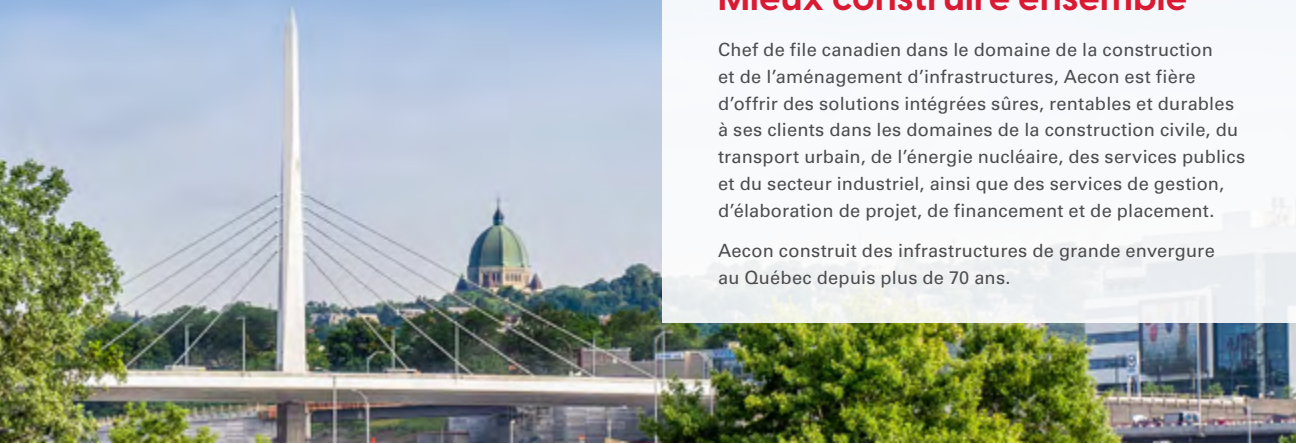 Mieux construire ensemble
Chef de file canadien dans le domaine de la construction
et de l’aménagement d’infrastructures, Aecon est fière
d’offrir des solutions intégrées sûres, rentables et durables
à ses clients dans les domaines de la construction civile, du
transport urbain, de l’énergie nucléaire, des services publics
et du secteur industriel, ainsi que des services de gestion,
d’élaboration de projet, de financement et de placement.
Aecon construit des infrastructures de grande envergure
au Québec depuis plus de 70 ans.